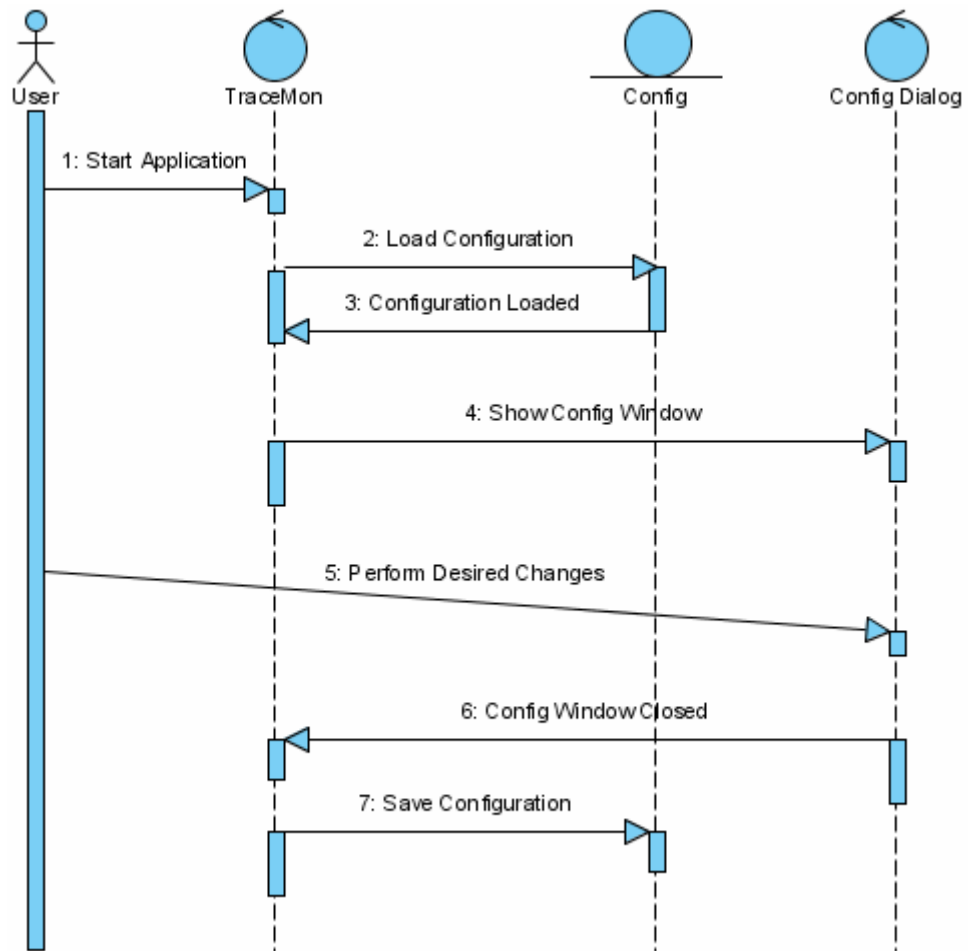 User
TraceMon
Config
Config Dialog
1: Start Application
2: Load Configuration
3: Configuration Loaded
4: Show Config Window
5: Perform Desired Changes
6: Config Window Closed
7: Save Configuration